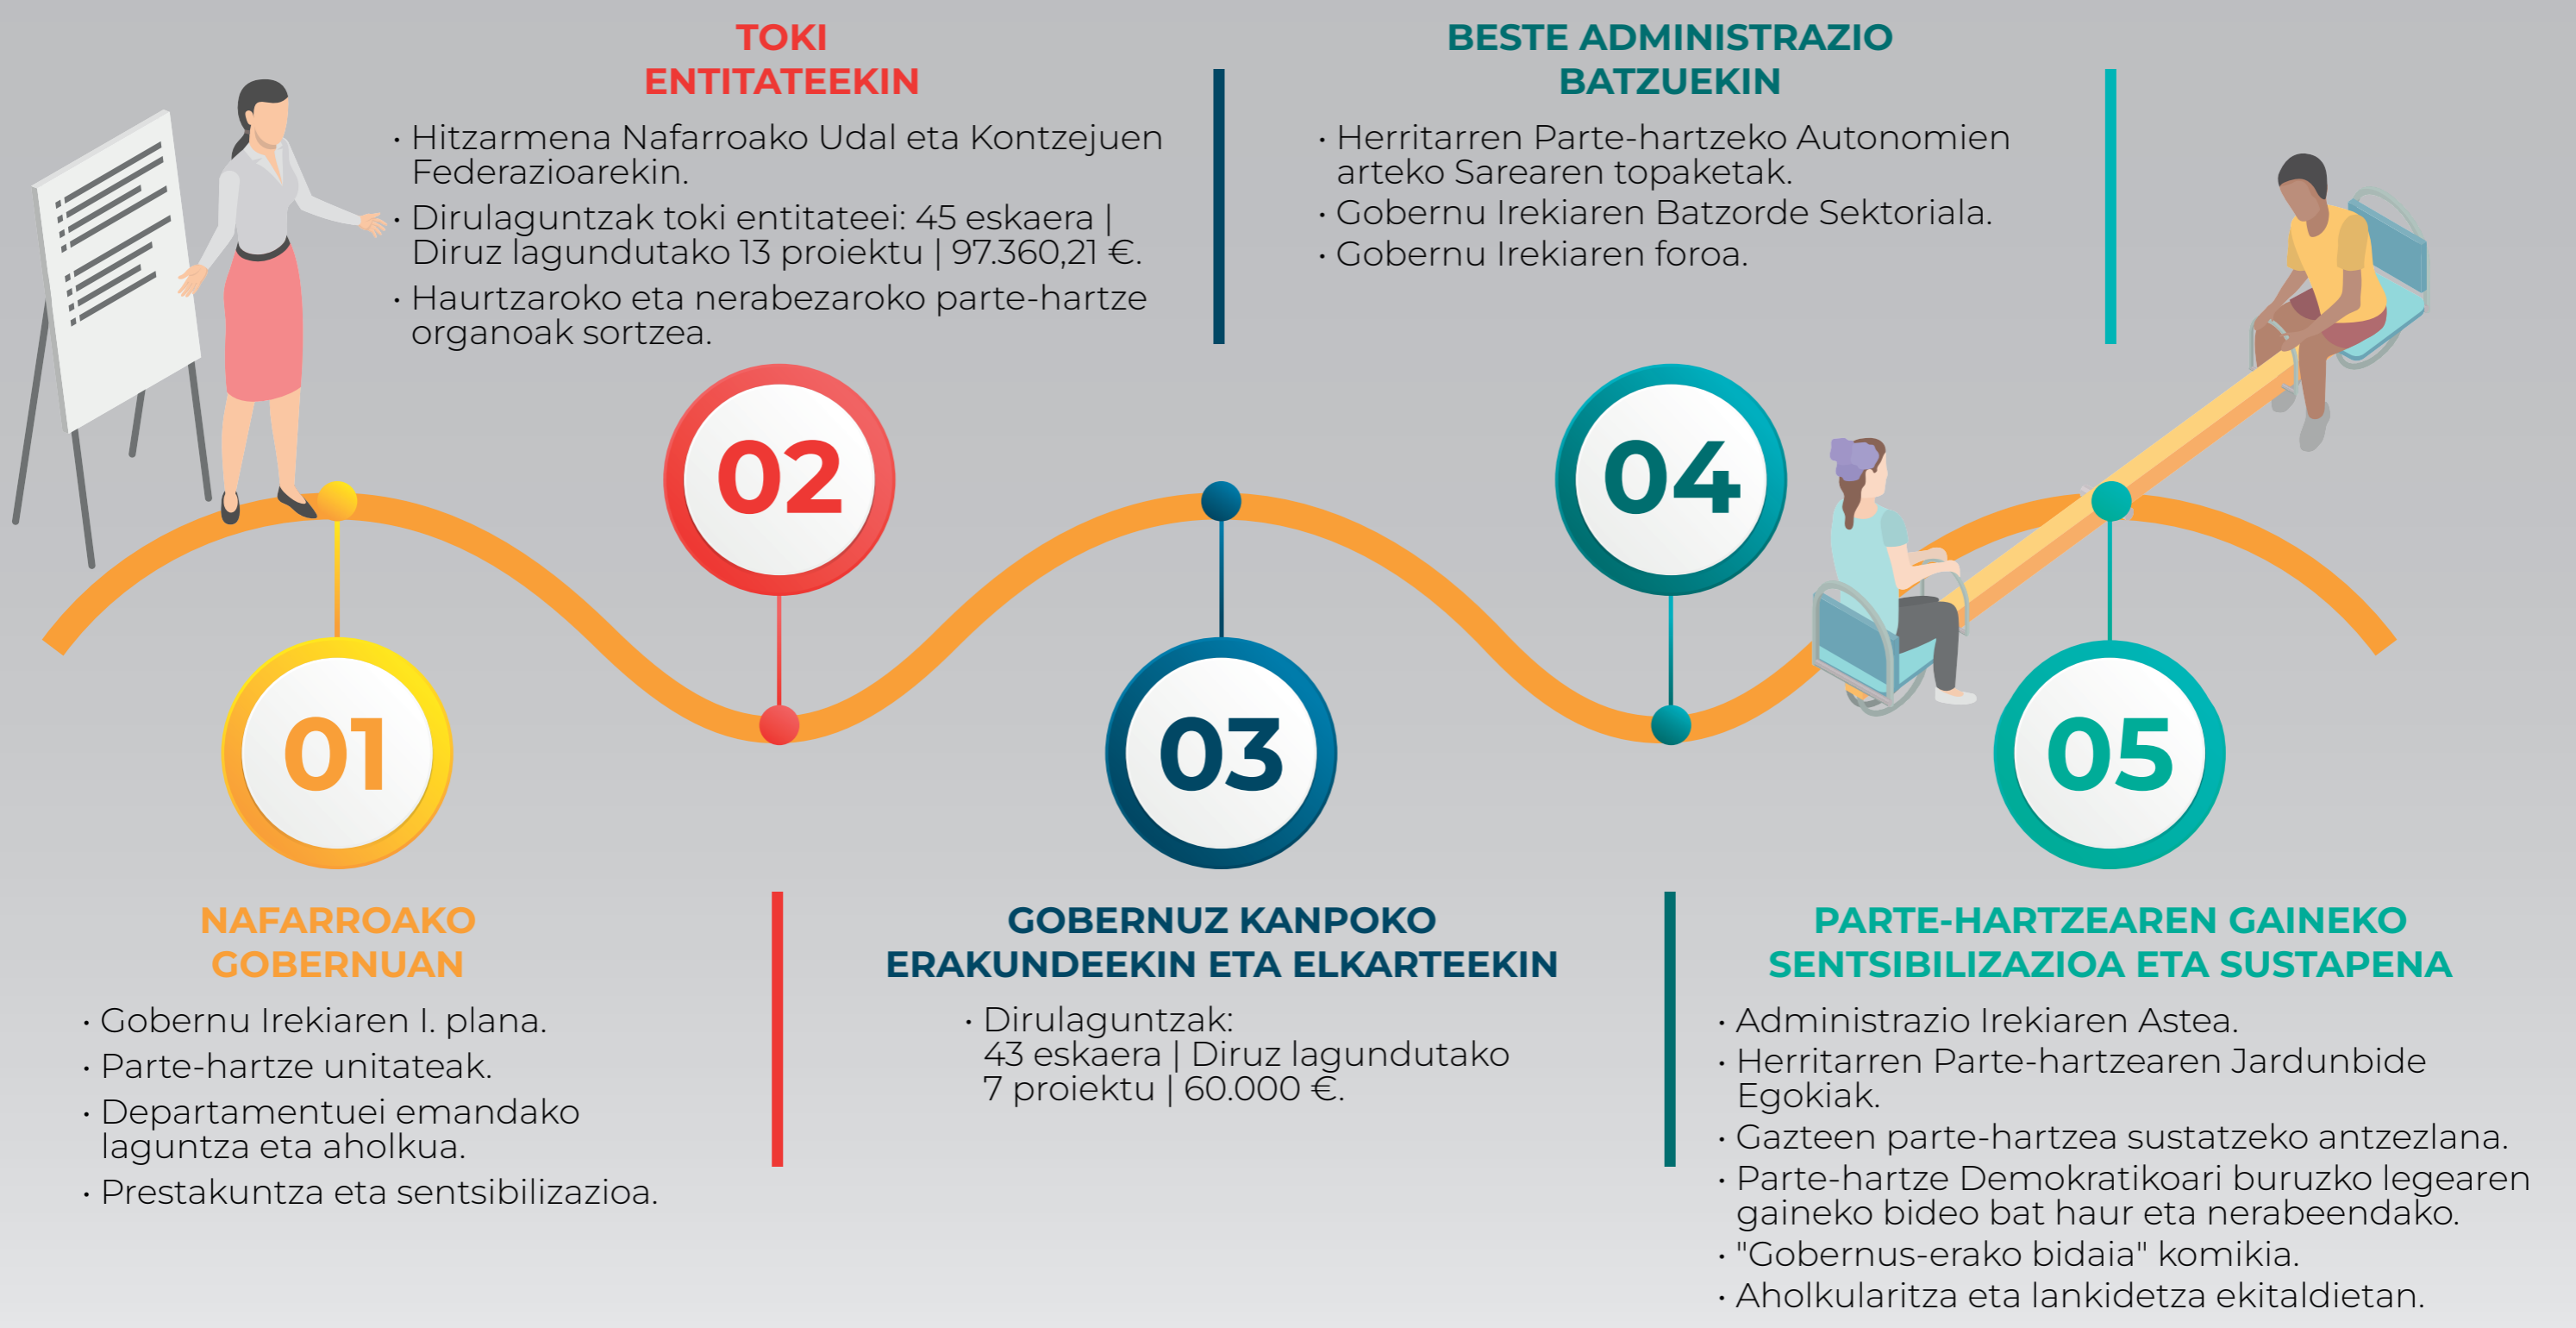 01
NAFARROAKO
GOBERNUAN
· Gobernu Irekiaren I. plana.
· Parte-hartze unitateak.
· Departamentuei emandako
laguntza eta aholkua.
· Prestakuntza eta sentsibilizazioa.
TOKI
ENTITATEEKIN
· Hitzarmena Nafarroako Udal eta Kontzejuen
Federazioarekin.
· Dirulaguntzak toki entitateei: 45 eskaera |
Diruz lagundutako 13 proiektu | 97.360,21 €.
· Haurtzaroko eta nerabezaroko parte-hartze
organoak sortzea.
02
03
GOBERNUZ KANPOKO
ERAKUNDEEKIN ETA ELKARTEEKIN
· Dirulaguntzak:
43 eskaera | Diruz lagundutako
7 proiektu | 60.000 €.
BESTE ADMINISTRAZIO
BATZUEKIN
· Herritarren Parte-hartzeko Autonomien
arteko Sarearen topaketak.
· Gobernu Irekiaren Batzorde Sektoriala.
· Gobernu Irekiaren foroa.
04
05
PARTE-HARTZEAREN GAINEKO
SENTSIBILIZAZIOA ETA SUSTAPENA
· Administrazio Irekiaren Astea.
· Herritarren Parte-hartzearen Jardunbide
Egokiak.
· Gazteen parte-hartzea sustatzeko antzezlana.
· Parte-hartze Demokratikoari buruzko legearen
gaineko bideo bat haur eta nerabeendako.
· "Gobernus-erako bidaia" komikia.
· Aholkularitza eta lankidetza ekitaldietan.